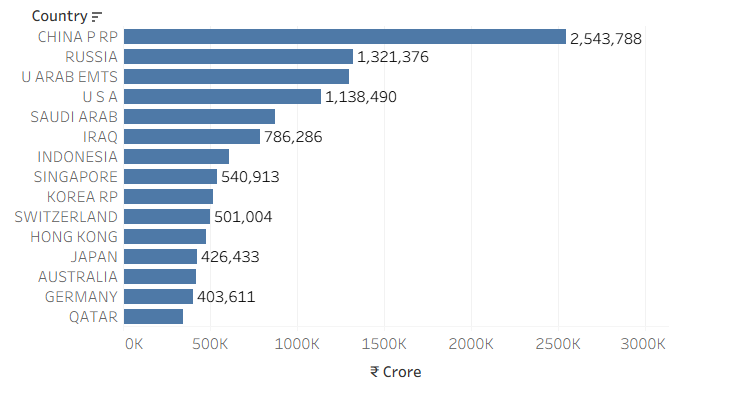 Country
CHINA P RP 2,543,788
RUSSIA 1,321,376
U ARAB EMTS
U S A 1,138,490
SAUDI ARAB
IRAQ 786,286
INDONESIA
SINGAPORE 540,913
KOREA RP
SWITZERLAND 501,004
HONG KONG
JAPAN 426,433
AUSTRALIA
GERMANY 403,611
QATAR
0K 500K 1000K 1500K 2000K 2500K 3000K
₹ Crore